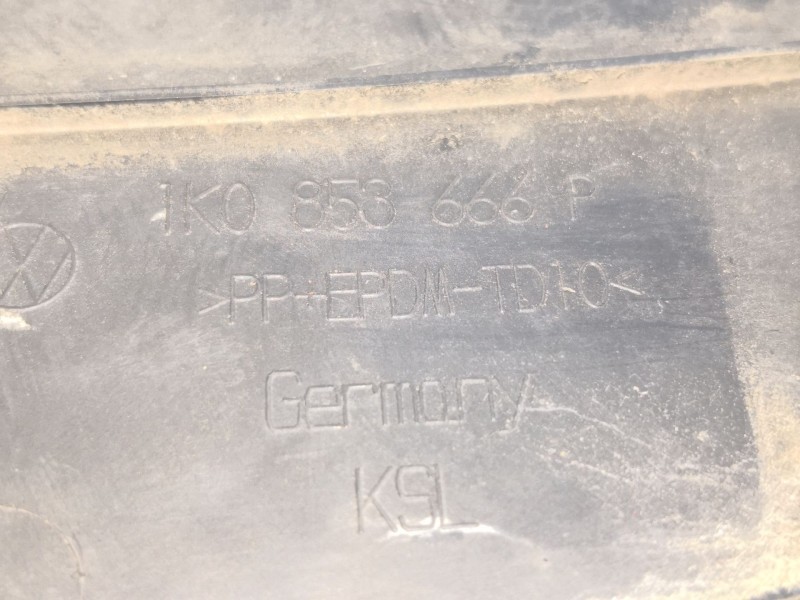 1K0 853 666 P
>PP+EPDM-TD10<
Germany
KSL